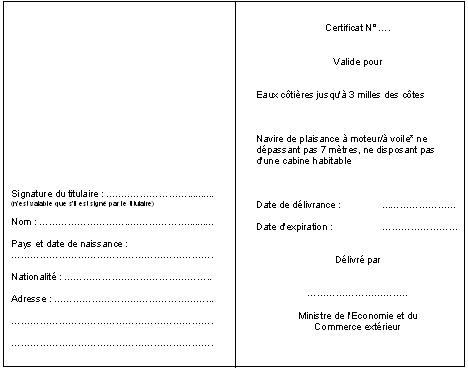 Signature du titulaire : ........................................
(n'est valable que s'il est signé par le titulaire)
Nom : ................................................................
Pays et date de naissance :
...........................................................................
Nationalité : ......................................................
Adresse : ...........................................................
...........................................................................
...........................................................................
Certificat N° ....
Valide pour
Eaux côtières jusqu'à 3 milles des côtes
Navire de plaisance à moteur/à voile* ne
dépassant pas 7 mètres, ne disposant pas
d'une cabine habitable
Date de délivrance : ...........................
Date d'expiration : ............................
Délivré par
.....................................
Ministre de l'Economie et du
Commerce extérieur